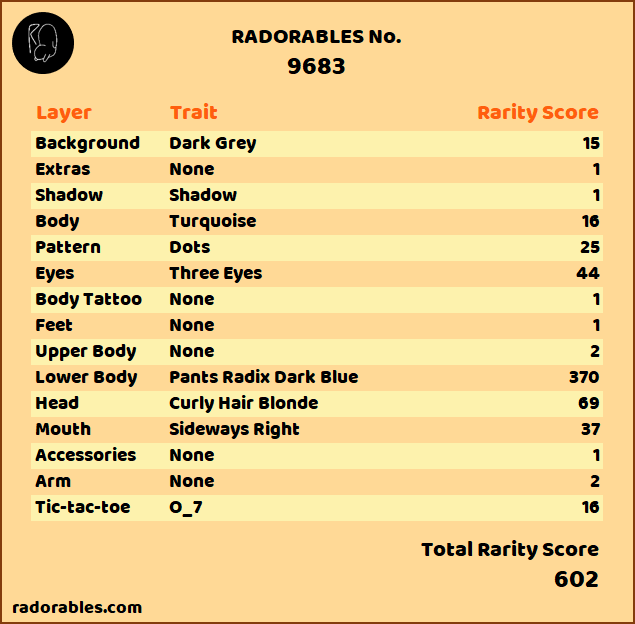 RADORABLES No.
9683
Layer Trait Rarity Score
Background Dark Grey 15
Extras None 1
Shadow Shadow 1
Body Turquoise 16
Pattern Dots 25
Eyes Three Eyes 44
Body Tattoo None 1
Feet None 1
Upper Body None 2
Lower Body Pants Radix Dark Blue 370
Head Curly Hair Blonde 69
Mouth Sideways Right 37
Accessories None 1
Arm None 2
Tic-tac-toe O_7 16
Total Rarity Score
602
radorables.com